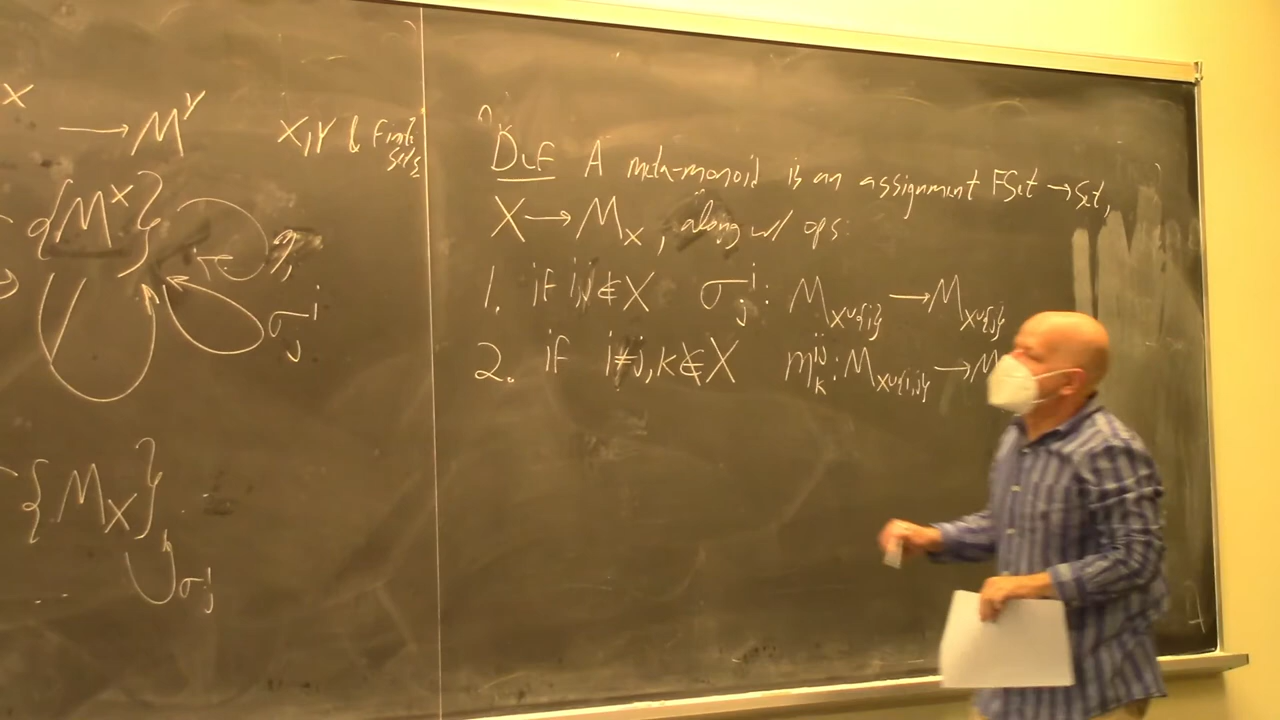 X
→ M^Y    X, Y ∈ Finite
Sets
{M^X}
σ_j^i
{M_X}
σ_j^i
Def A meta-monoid is an assignment FSet → Set,
X → M_X, along w/ ops:
1. if i,j ∉ X    σ_j^i : M_{X∪{i}} → M_{X∪{j}}
2. if i≠j, k ∉ X    m_k^{ij} : M_{X∪{i,j}} → M